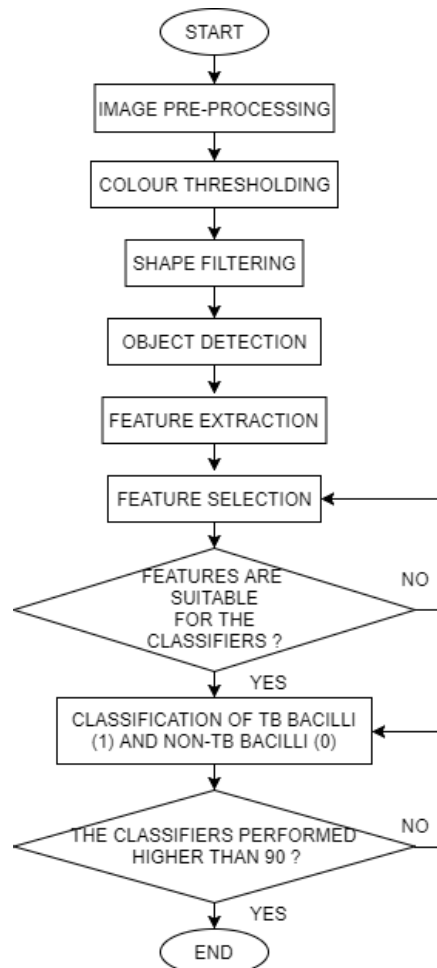 START
IMAGE PRE-PROCESSING
COLOUR THRESHOLDING
SHAPE FILTERING
OBJECT DETECTION
FEATURE EXTRACTION
FEATURE SELECTION
FEATURES ARE
SUITABLE
FOR THE
CLASSIFIERS ?
NO
YES
CLASSIFICATION OF TB BACILLI
(1) AND NON-TB BACILLI (0)
THE CLASSIFIERS PERFORMED
HIGHER THAN 90 ?
NO
YES
END